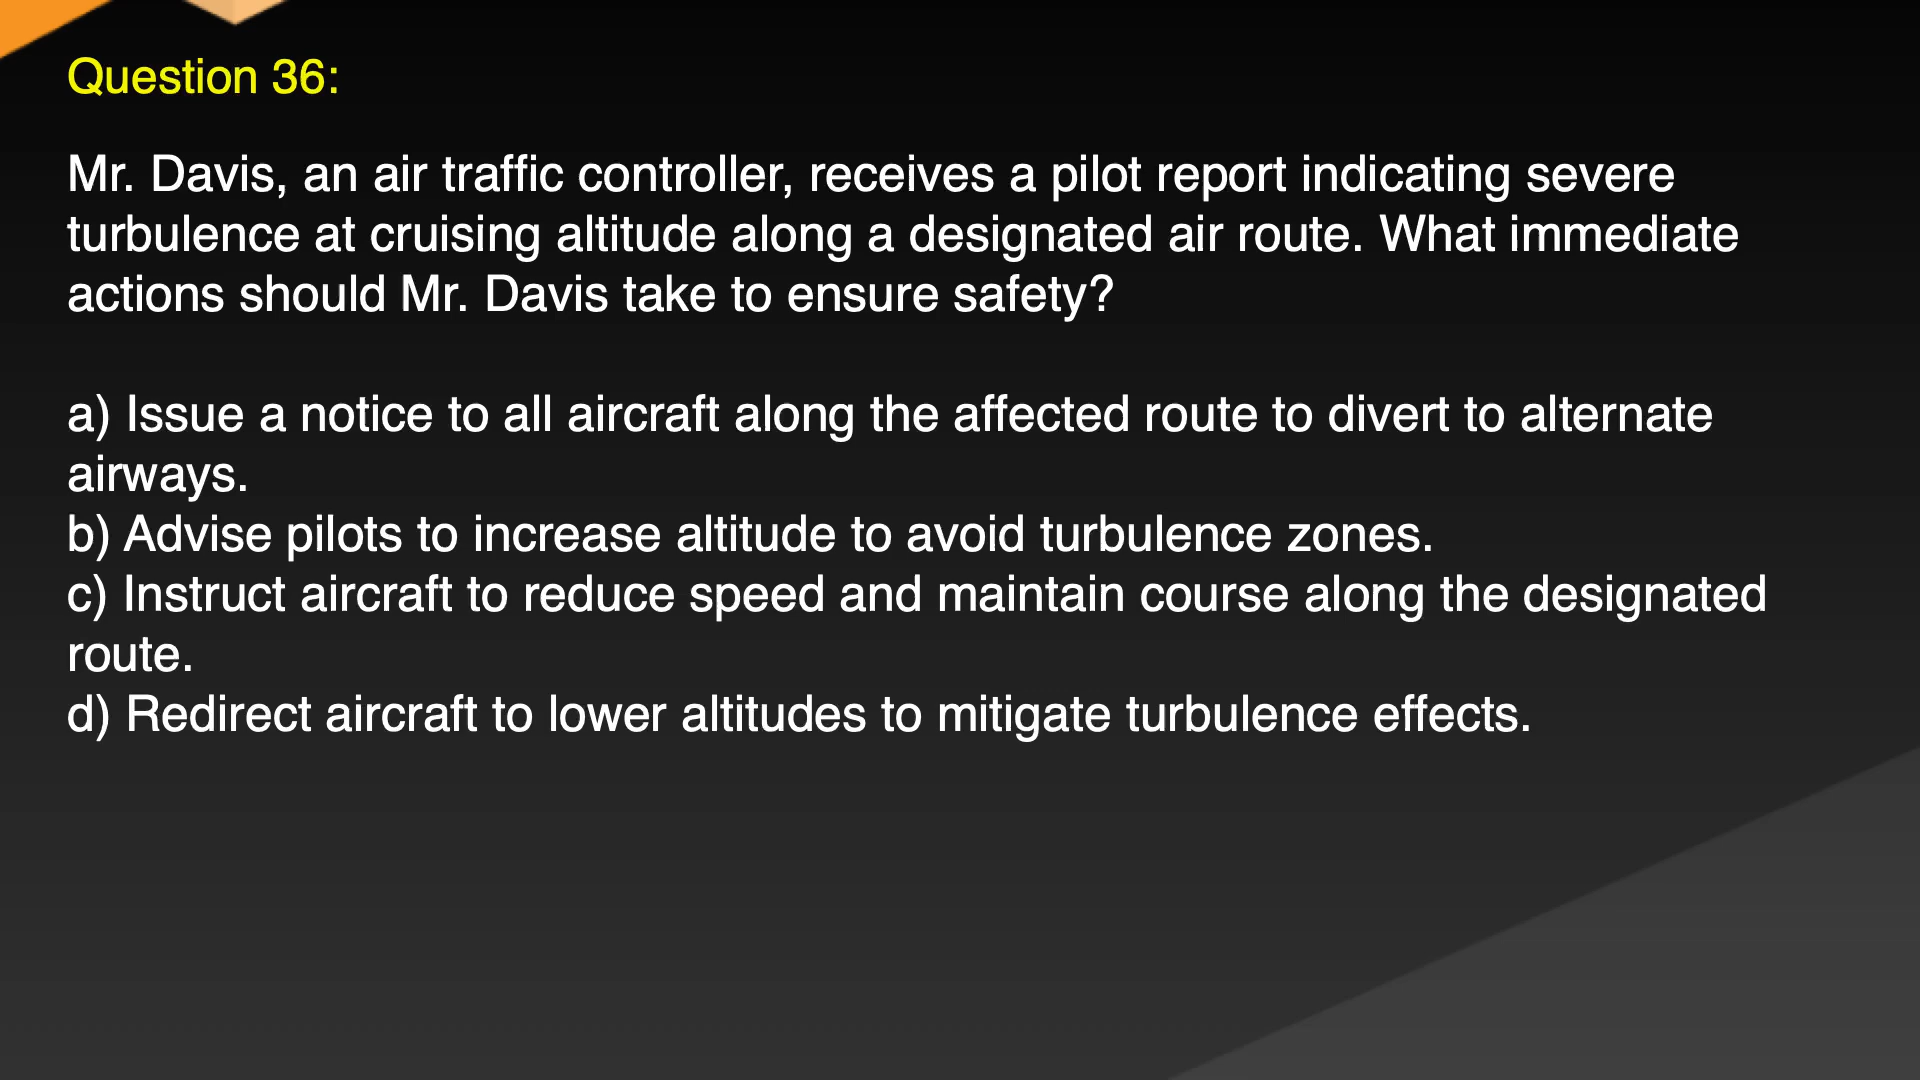 Question 36:
Mr. Davis, an air traffic controller, receives a pilot report indicating severe
turbulence at cruising altitude along a designated air route. What immediate
actions should Mr. Davis take to ensure safety?
a) Issue a notice to all aircraft along the affected route to divert to alternate
airways.
b) Advise pilots to increase altitude to avoid turbulence zones.
c) Instruct aircraft to reduce speed and maintain course along the designated
route.
d) Redirect aircraft to lower altitudes to mitigate turbulence effects.